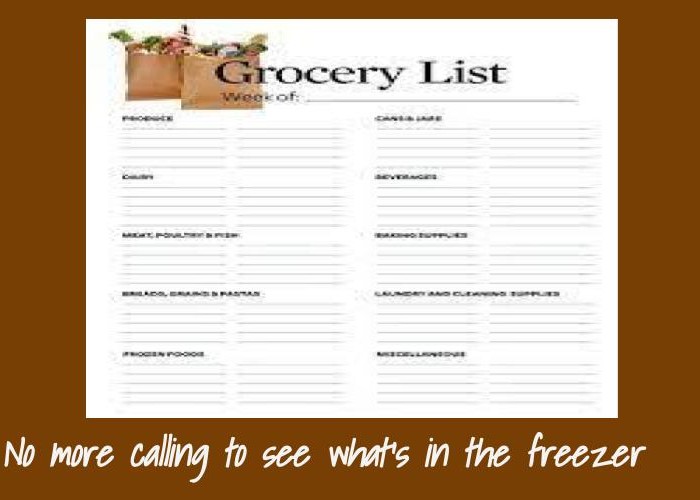 Grocery List
Week of:
PRODUCE
CANS & JARS
DAIRY
BEVERAGES
MEAT, POULTRY & FISH
BAKING SUPPLIES
BREADS, GRAINS & PASTAS
LAUNDRY AND CLEANING SUPPLIES
FROZEN FOODS
MISCELLANEOUS
No more calling to see what's in the freezer